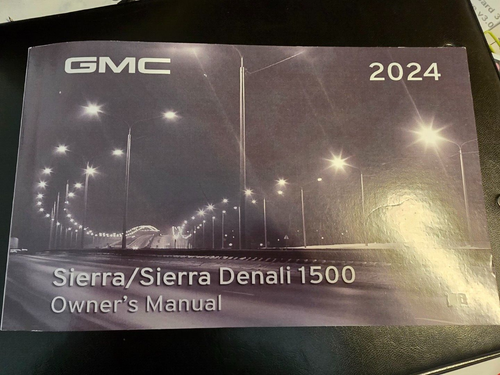 GMC 2024
Sierra/Sierra Denali 1500
Owner's Manual